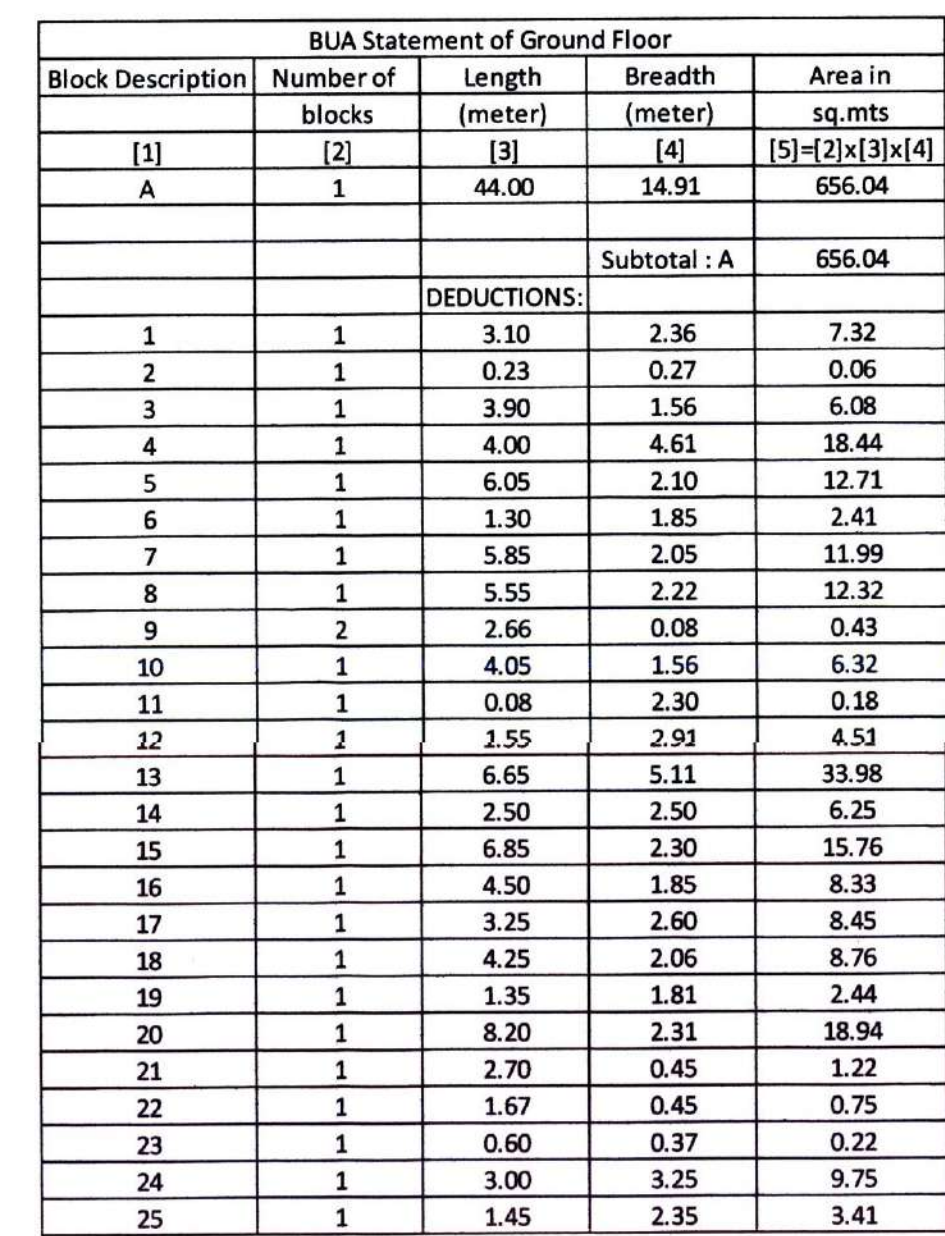 BUA Statement of Ground Floor
Block Description Number of Length Breadth Area in
blocks (meter) (meter) sq.mts
[1] [2] [3] [4] [5]=[2]x[3]x[4]
A 1 44.00 14.91 656.04
Subtotal : A 656.04
DEDUCTIONS:
1 1 3.10 2.36 7.32
2 1 0.23 0.27 0.06
3 1 3.90 1.56 6.08
4 1 4.00 4.61 18.44
5 1 6.05 2.10 12.71
6 1 1.30 1.85 2.41
7 1 5.85 2.05 11.99
8 1 5.55 2.22 12.32
9 2 2.66 0.08 0.43
10 1 4.05 1.56 6.32
11 1 0.08 2.30 0.18
12 1 1.55 2.91 4.51
13 1 6.65 5.11 33.98
14 1 2.50 2.50 6.25
15 1 6.85 2.30 15.76
16 1 4.50 1.85 8.33
17 1 3.25 2.60 8.45
18 1 4.25 2.06 8.76
19 1 1.35 1.81 2.44
20 1 8.20 2.31 18.94
21 1 2.70 0.45 1.22
22 1 1.67 0.45 0.75
23 1 0.60 0.37 0.22
24 1 3.00 3.25 9.75
25 1 1.45 2.35 3.41